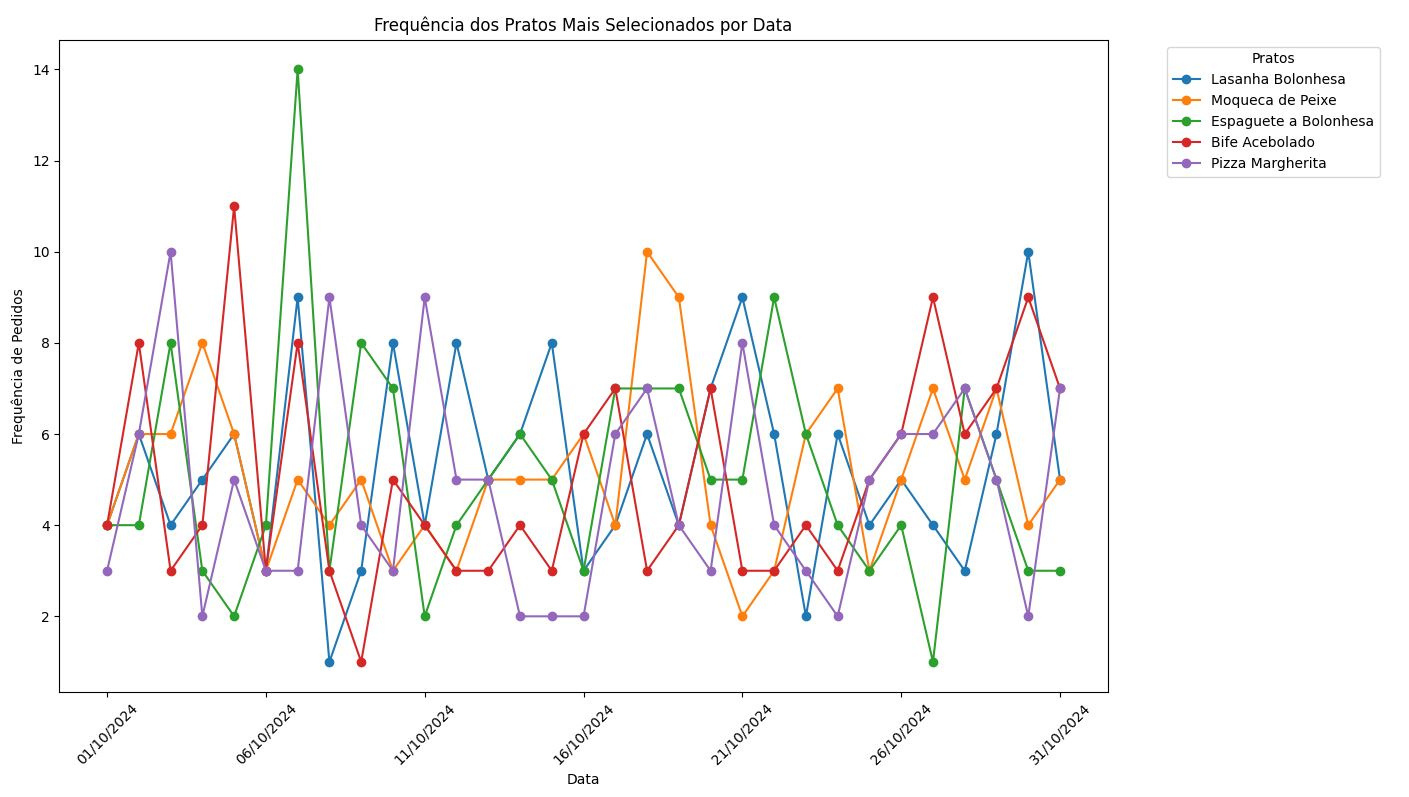 Frequência dos Pratos Mais Selecionados por Data
Pratos
Lasanha Bolonhesa
Moqueca de Peixe
Espaguete a Bolonhesa
Bife Acebolado
Pizza Margherita
Frequência de Pedidos
14
12
10
8
6
4
2
01/10/2024
06/10/2024
11/10/2024
16/10/2024
21/10/2024
26/10/2024
31/10/2024
Data